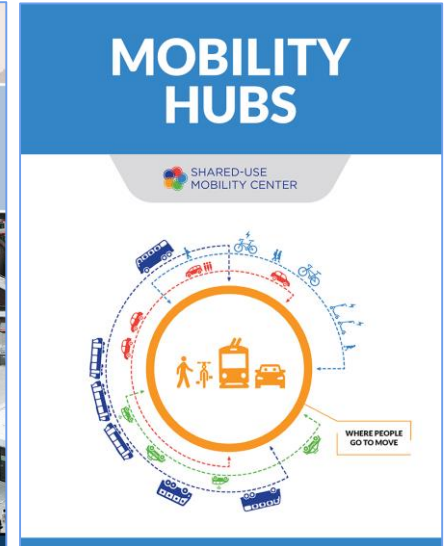 MOBILITY
HUBS
SHARED-USE
MOBILITY CENTER
WHERE PEOPLE
GO TO MOVE